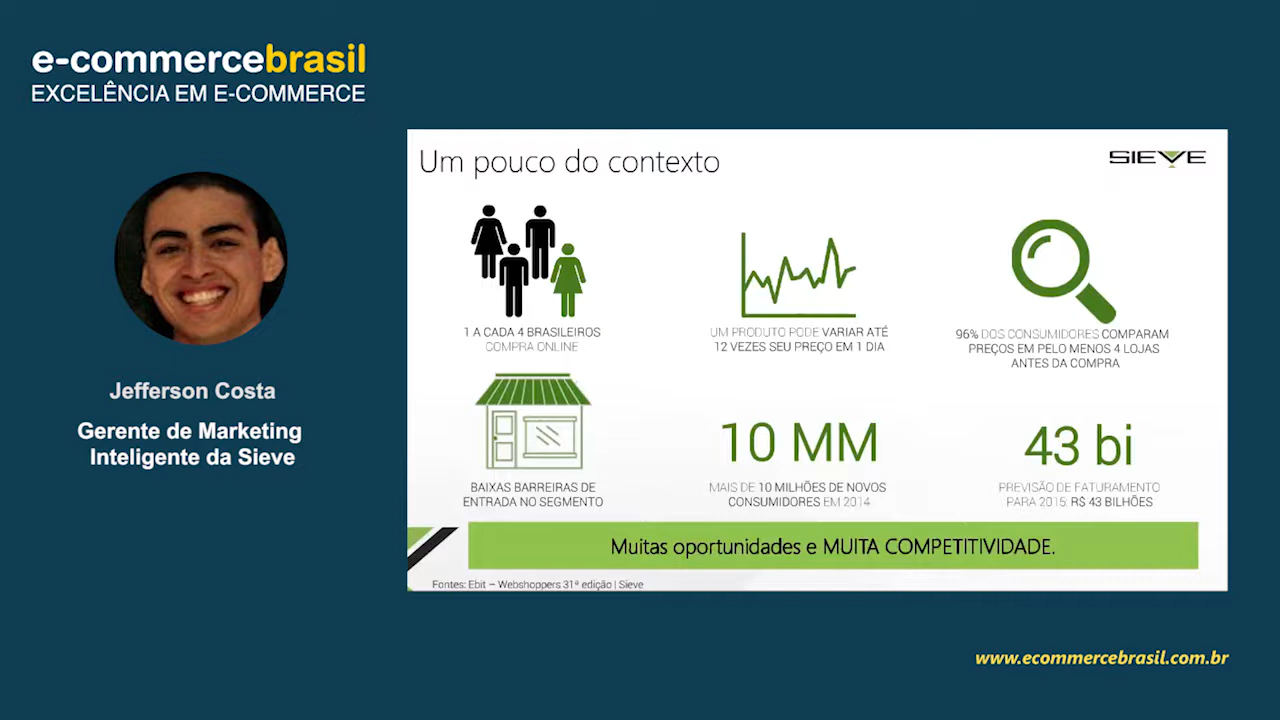 e-commercebrasil
EXCELÊNCIA EM E-COMMERCE
Jefferson Costa
Gerente de Marketing
Inteligente da Sieve
Um pouco do contexto
SIEVE
1 A CADA 4 BRASILEIROS
COMPRA ONLINE
UM PRODUTO PODE VARIAR ATÉ
12 VEZES SEU PREÇO EM 1 DIA
96% DOS CONSUMIDORES COMPARAM
PREÇOS EM PELO MENOS 4 LOJAS
ANTES DA COMPRA
BAIXAS BARREIRAS DE
ENTRADA NO SEGMENTO
10 MM
MAIS DE 10 MILHÕES DE NOVOS
CONSUMIDORES EM 2014
43 bi
PREVISÃO DE FATURAMENTO
PARA 2015: R$ 43 BILHÕES
Muitas oportunidades e MUITA COMPETITIVIDADE.
Fontes: Ebit – Webshoppers 31ª edição | Sieve
www.ecommercebrasil.com.br